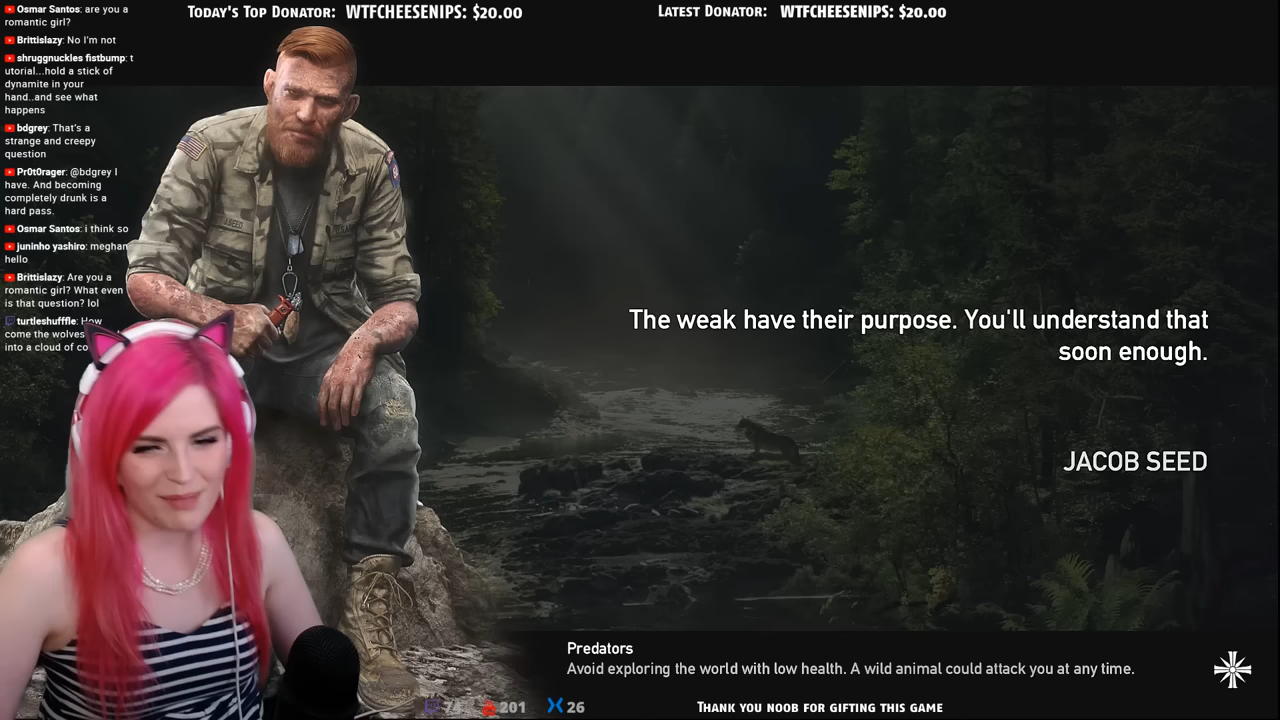 Today's Top Donator: WTFCHEESENIPS: $20.00
Latest Donator: WTFCHEESENIPS: $20.00
Osmar Santos: are you a
romantic girl?
Brittislazy: No I'm not
shruggnuckles fistbump: t
utorial...hold a stick of
dynamite in your
hand..and see what
happens
bdgrey: That's a
strange and creepy
question
Pr0t0rager: @bdgrey I
have. And becoming
completely drunk is a
hard pass.
Osmar Santos: i think so
juninho yashiro: meghan
hello
Brittislazy: Are you a
romantic girl? What even
is that question? lol
turtleshufffle: How
come the wolves
into a cloud of co
The weak have their purpose. You'll understand that
soon enough.
JACOB SEED
Predators
Avoid exploring the world with low health. A wild animal could attack you at any time.
201
26
Thank you noob for gifting this game